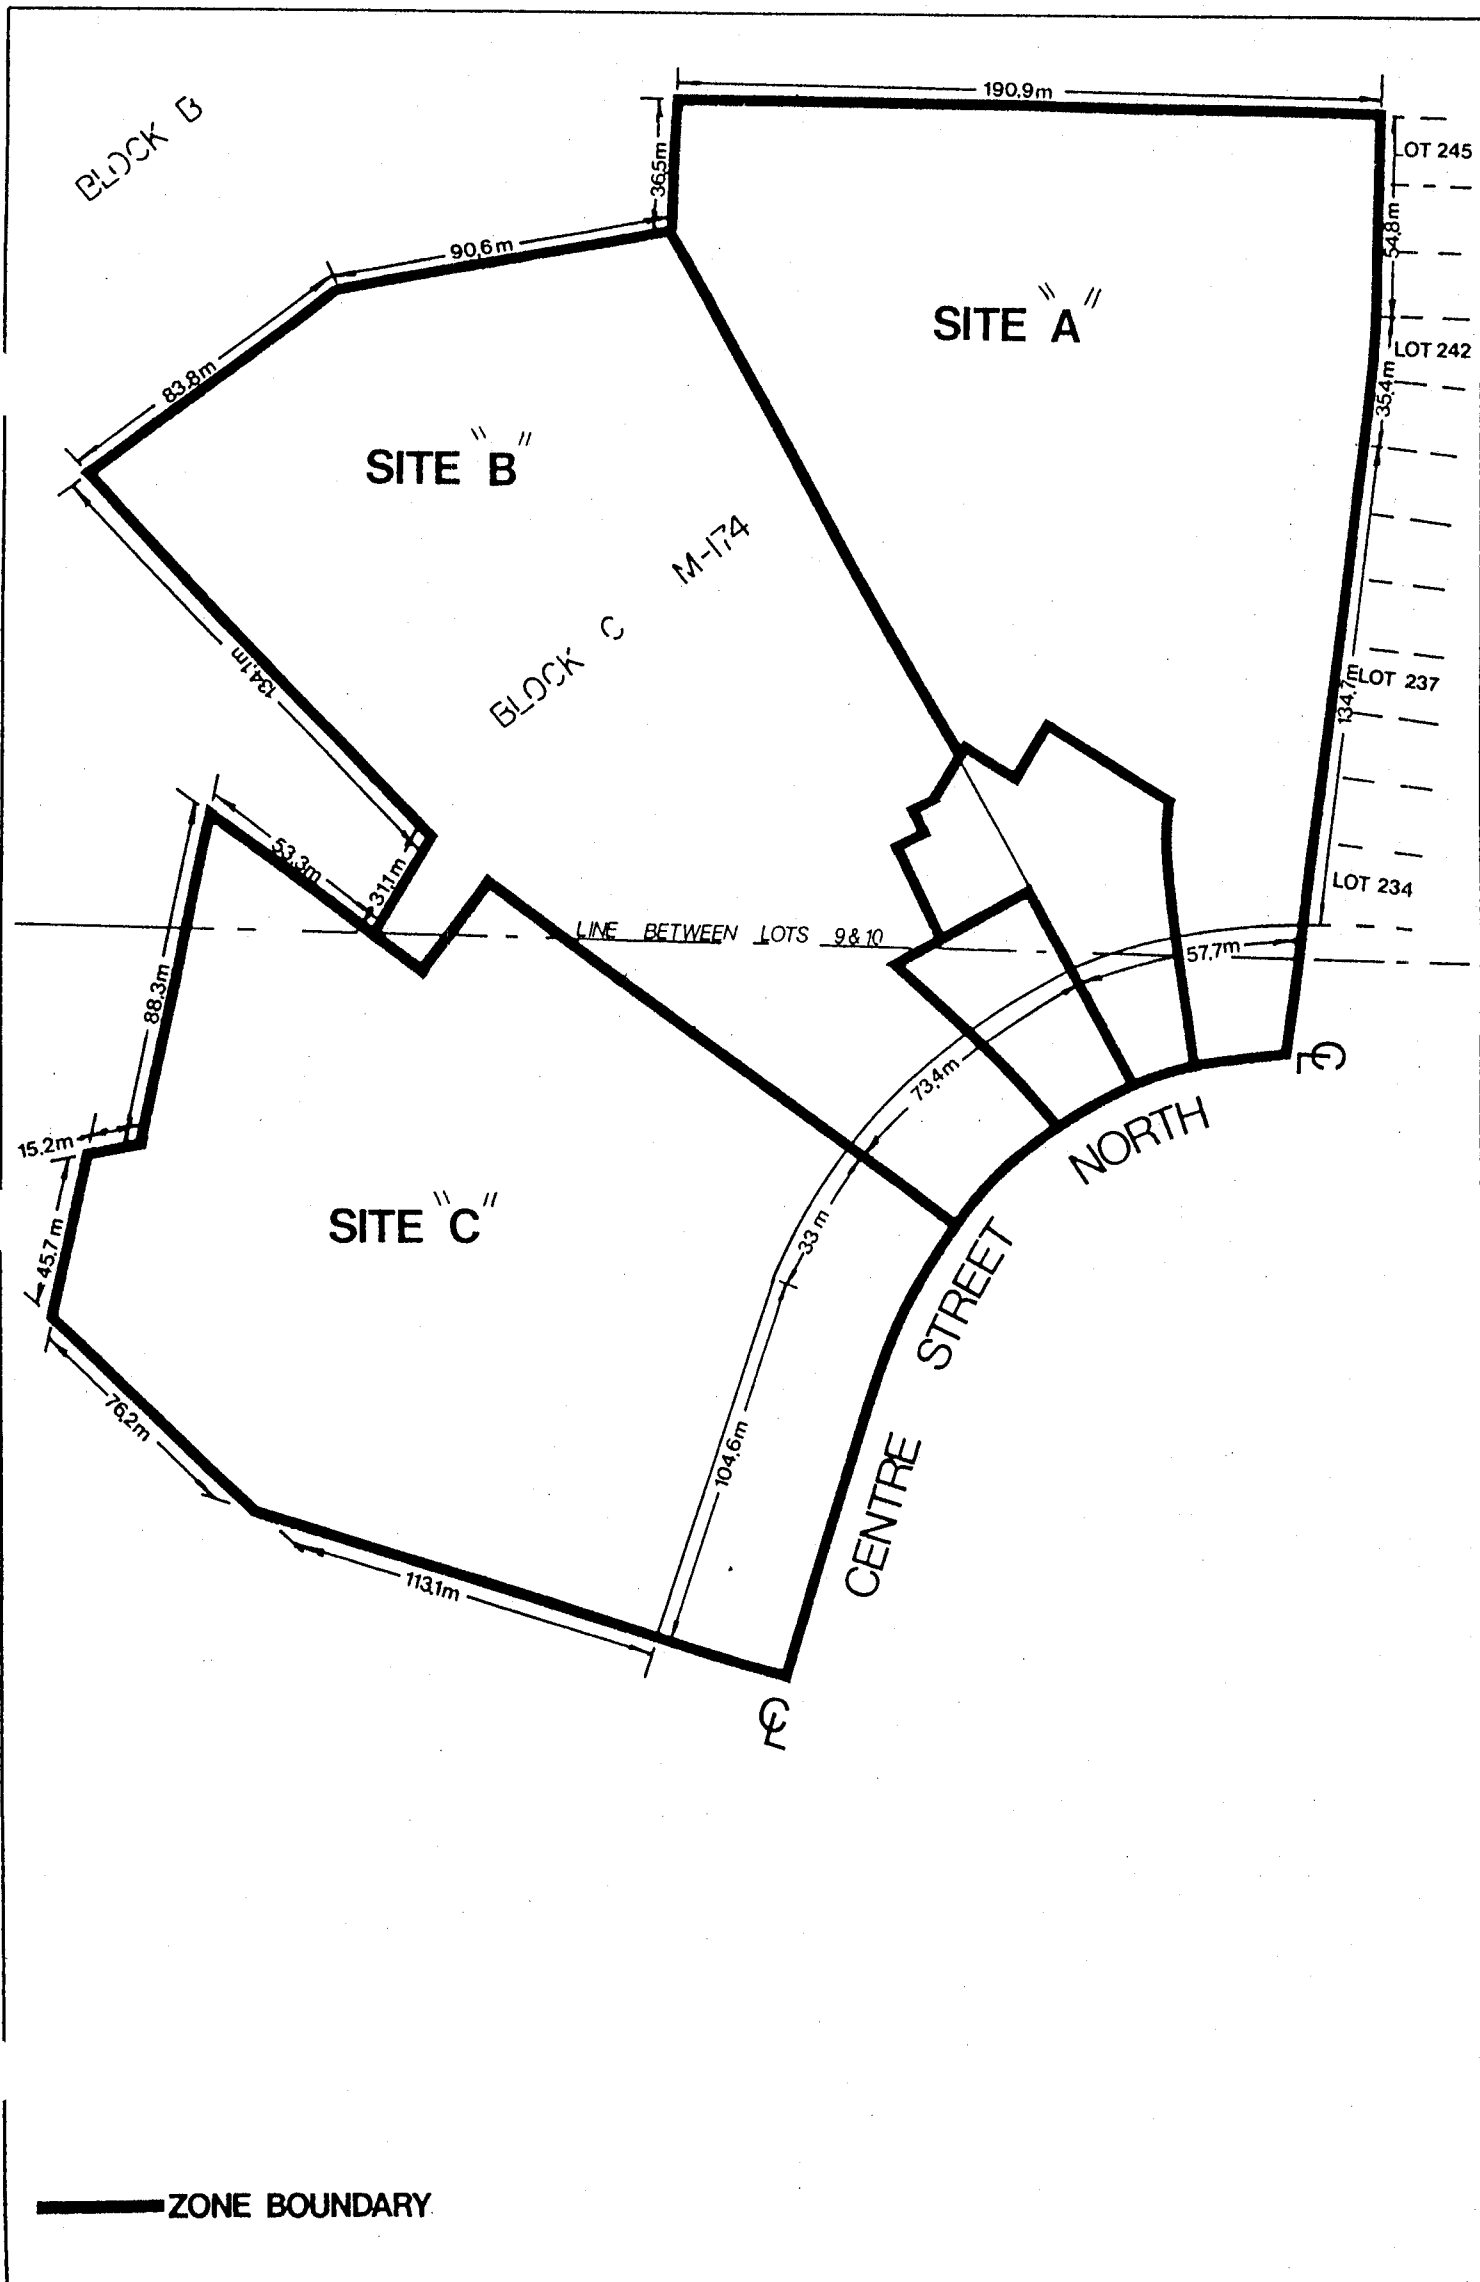 190.9m
BLOCK B
36.5m
LOT 245
54.8m
90.6m
SITE "A"
LOT 242
83.8m
35.4m
SITE "B"
M-174
BLOCK C
134.1m
LOT 237
134.7m
53.3m
31.1m
LOT 234
LINE BETWEEN LOTS 9 & 10
57.7m
88.3m
73.4m
NORTH
15.2m
SITE "C"
33 m
45.7m
STREET
76.2m
104.6m
CENTRE
113.1m
ZONE BOUNDARY